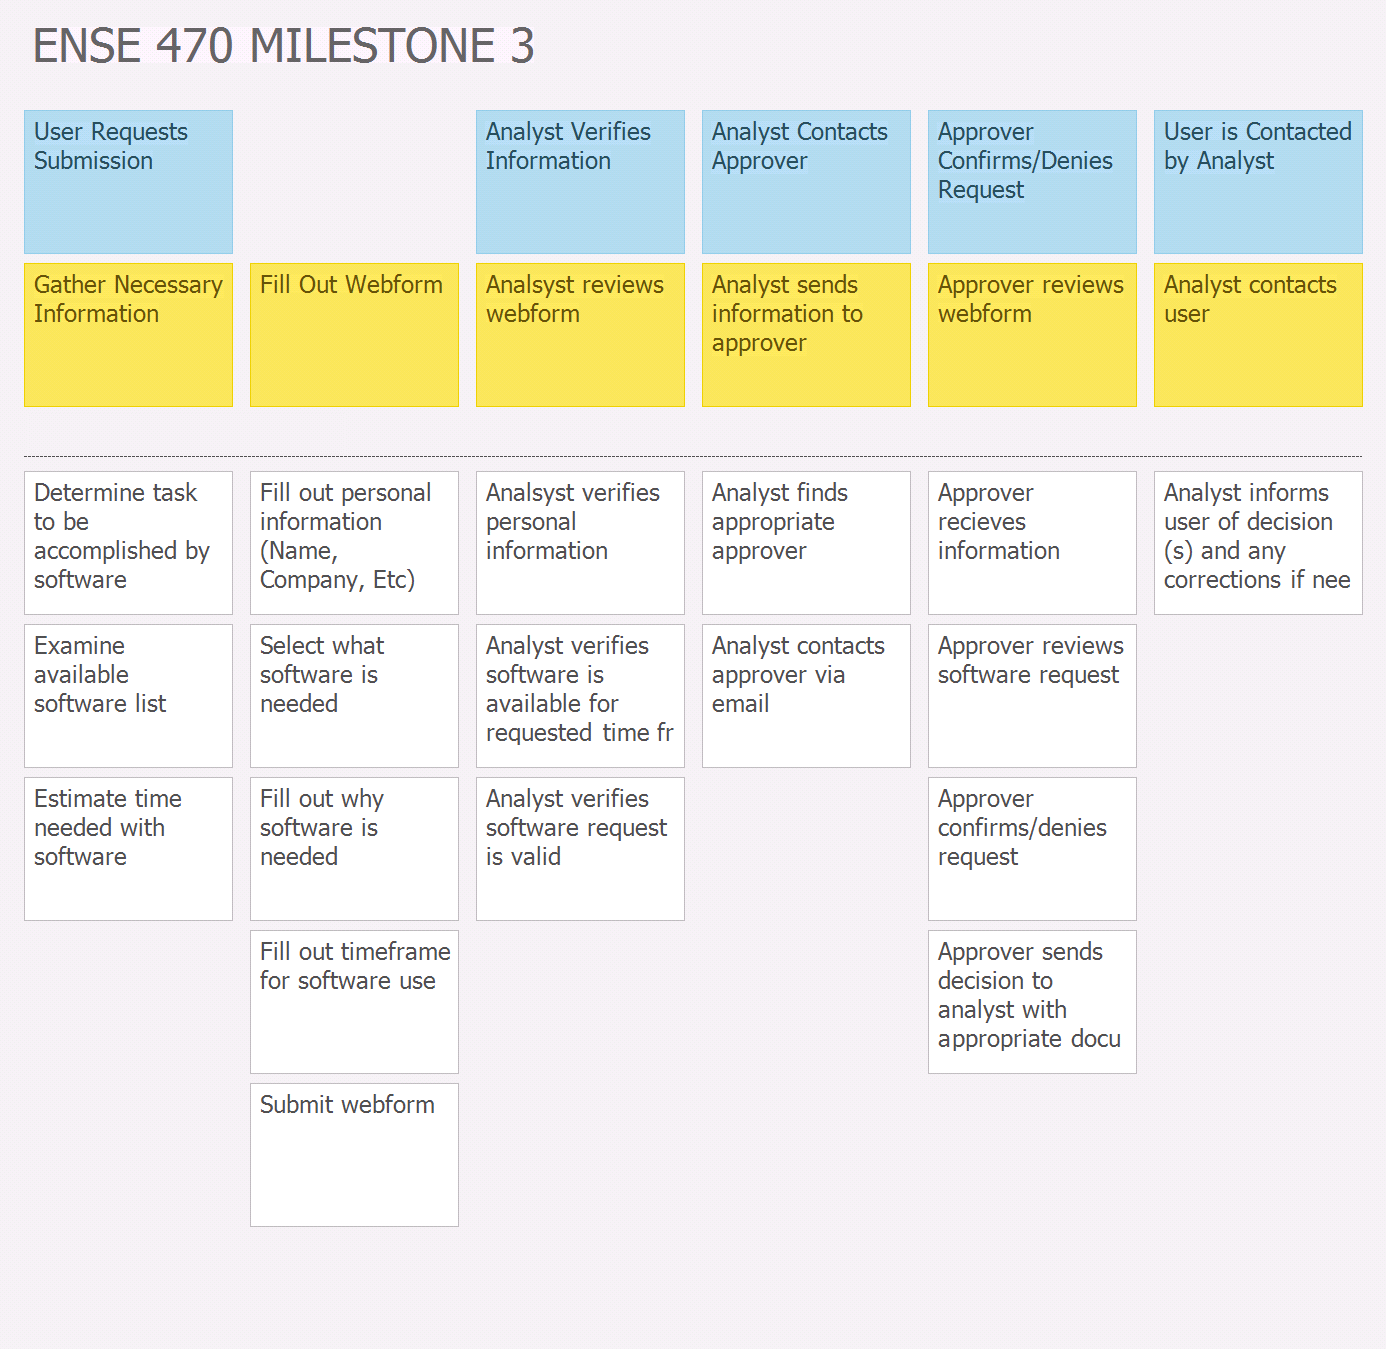 ENSE 470 MILESTONE 3
User Requests
Submission
Analyst Verifies
Information
Analyst Contacts
Approver
Approver
Confirms/Denies
Request
User is Contacted
by Analyst
Gather Necessary
Information
Fill Out Webform
Analsyst reviews
webform
Analyst sends
information to
approver
Approver reviews
webform
Analyst contacts
user
Determine task
to be
accomplished by
software
Fill out personal
information
(Name,
Company, Etc)
Analsyst verifies
personal
information
Analyst finds
appropriate
approver
Approver
recieves
information
Analyst informs
user of decision
(s) and any
corrections if nee
Examine
available
software list
Select what
software is
needed
Analyst verifies
software is
available for
requested time fr
Analyst contacts
approver via
email
Approver reviews
software request
Estimate time
needed with
software
Fill out why
software is
needed
Analyst verifies
software request
is valid
Approver
confirms/denies
request
Fill out timeframe
for software use
Approver sends
decision to
analyst with
appropriate docu
Submit webform